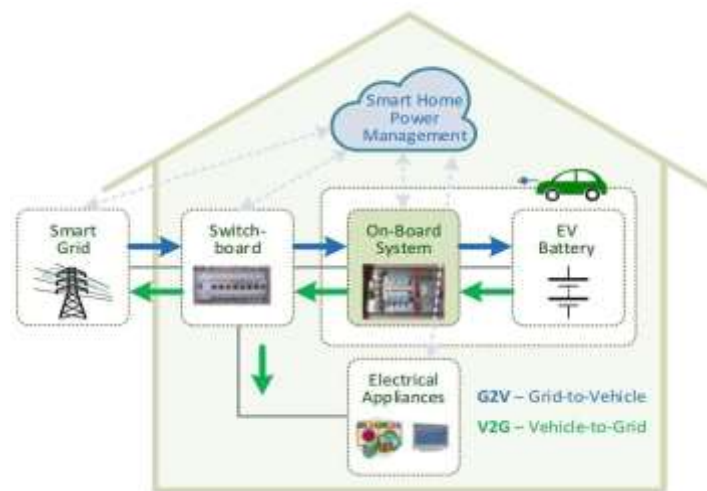 Smart Home
Power
Management
Smart
Grid
Switch-
board
On-Board
System
EV
Battery
Electrical
Appliances
G2V – Grid-to-Vehicle
V2G – Vehicle-to-Grid